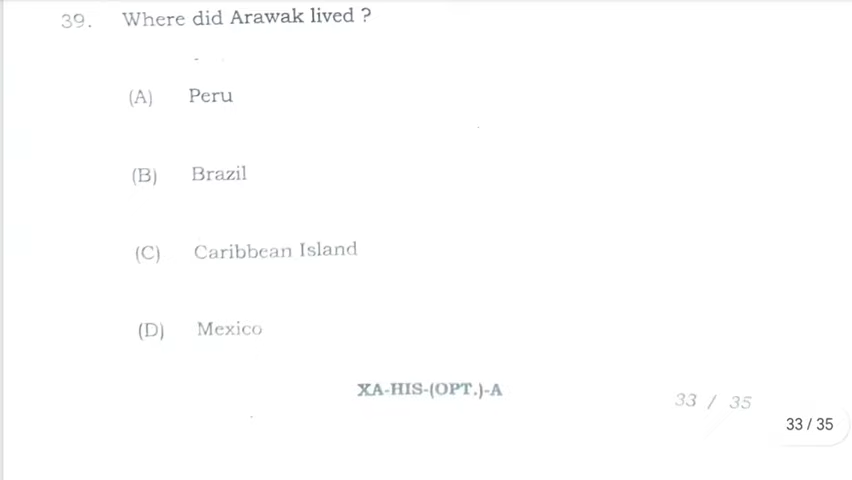 39. Where did Arawak lived ?
(A) Peru
(B) Brazil
(C) Caribbean Island
(D) Mexico
XA-HIS-(OPT.)-A
33 / 35
33 / 35